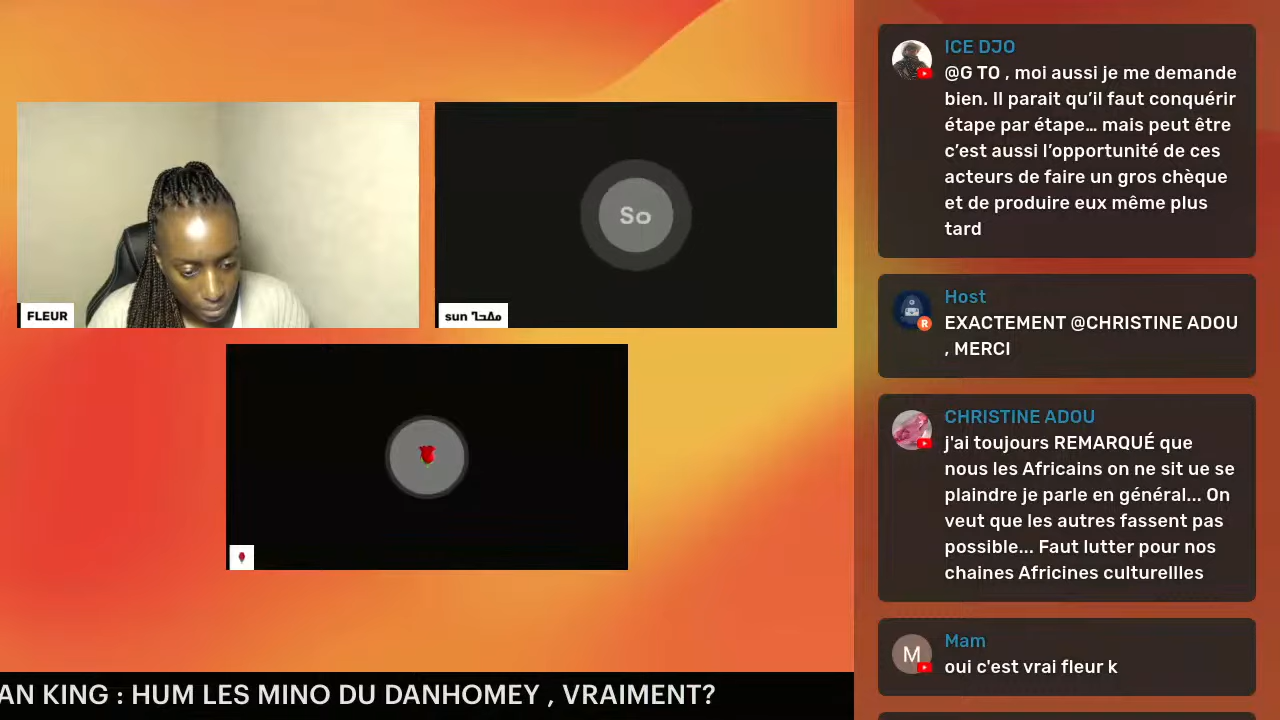 So
FLEUR
sun
AN KING : HUM LES MINO DU DANHOMEY , VRAIMENT?
ICE DJO
@G TO , moi aussi je me demande
bien. Il parait qu’il faut conquérir
étape par étape… mais peut être
c’est aussi l’opportunité de ces
acteurs de faire un gros chèque
et de produire eux même plus
tard
Host
R
EXACTEMENT @CHRISTINE ADOU
, MERCI
CHRISTINE ADOU
j'ai toujours REMARQUÉ que
nous les Africains on ne sit ue se
plaindre je parle en général... On
veut que les autres fassent pas
possible... Faut lutter pour nos
chaines Africines culturellles
M
Mam
oui c'est vrai fleur k